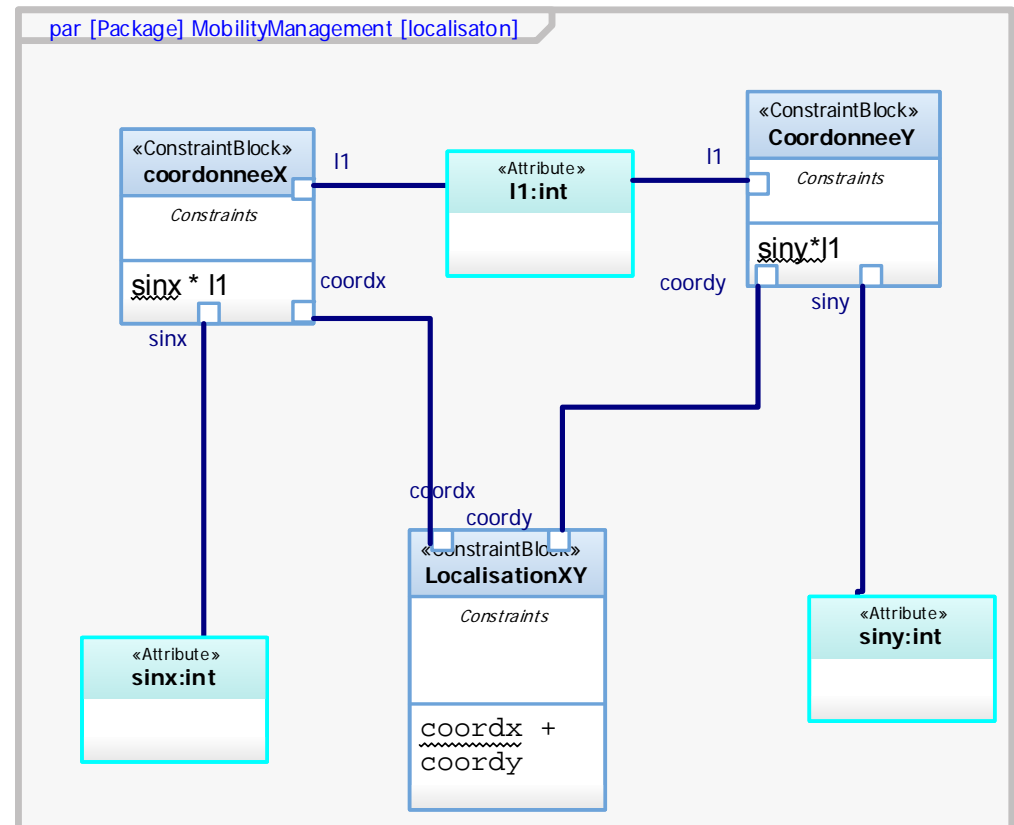 par [Package] MobilityManagement [localisaton]
«ConstraintBlock»
coordonneeX
Constraints
sinx * l1
l1
coordx
sinx
«Attribute»
l1:int
l1
«ConstraintBlock»
CoordonneeY
Constraints
siny*l1
coordy
siny
coordx
coordy
«ConstraintBlock»
LocalisationXY
Constraints
coordx +
coordy
«Attribute»
sinx:int
«Attribute»
siny:int